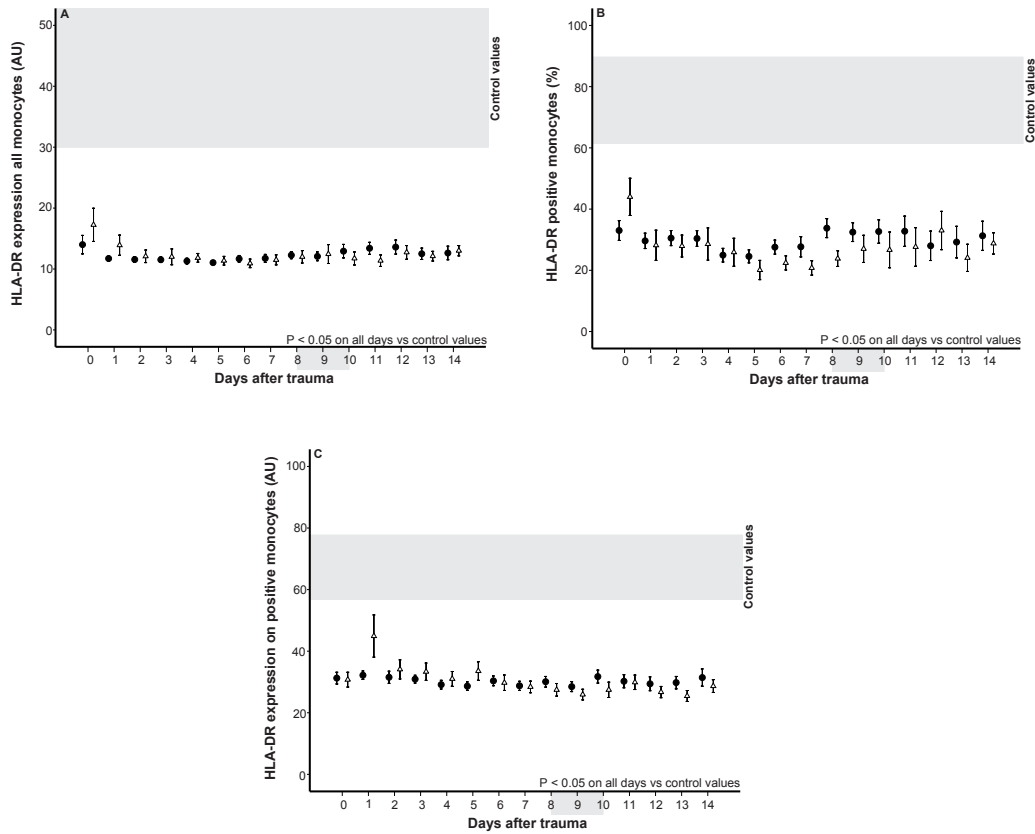 A
HLA-DR expression all monocytes (AU)
50
40
30
20
10
0
Control values
P < 0.05 on all days vs control values
0 1 2 3 4 5 6 7 8 9 10 11 12 13 14
Days after trauma
B
HLA-DR positive monocytes (%)
100
80
60
40
20
0
Control values
P < 0.05 on all days vs control values
0 1 2 3 4 5 6 7 8 9 10 11 12 13 14
Days after trauma
C
HLA-DR expression on positive monocytes (AU)
100
80
60
40
20
0
Control values
P < 0.05 on all days vs control values
0 1 2 3 4 5 6 7 8 9 10 11 12 13 14
Days after trauma